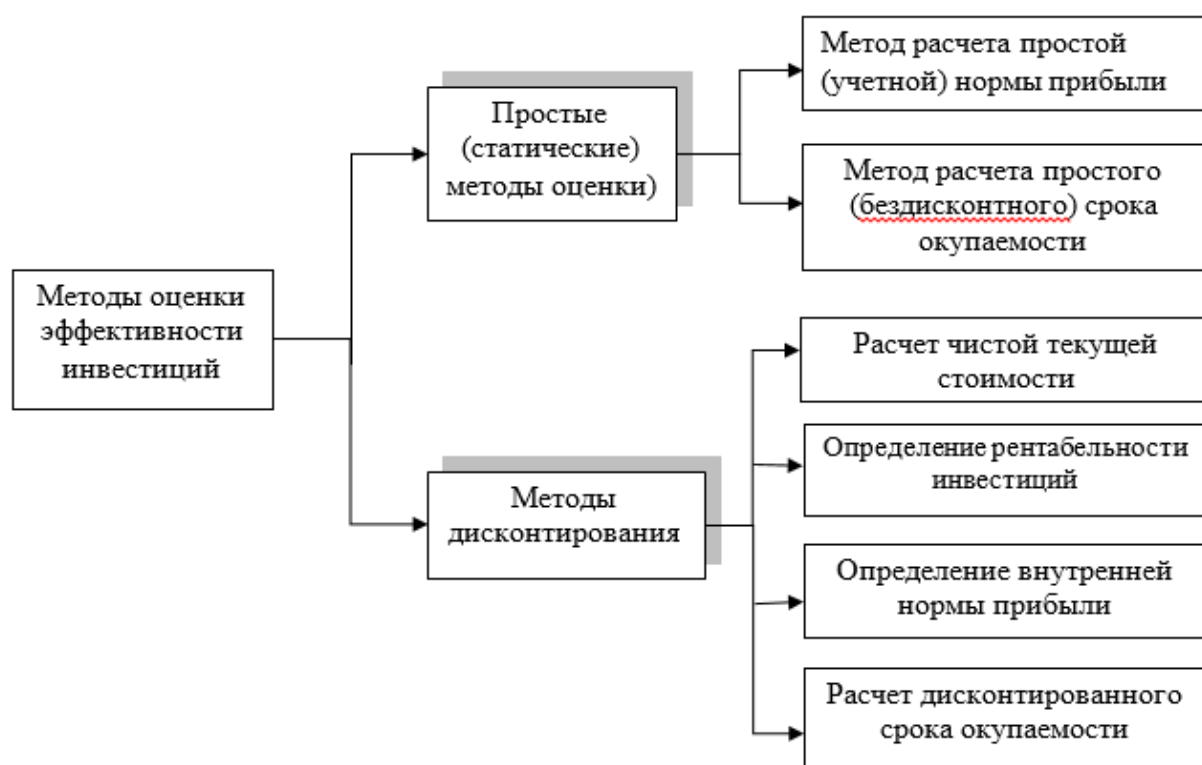 Методы оценки
эффективности
инвестиций
Простые
(статические)
методы оценки)
Метод расчета простой
(учетной) нормы прибыли
Метод расчета простого
(бездисконтного) срока
окупаемости
Методы
дисконтирования
Расчет чистой текущей
стоимости
Определение рентабельности
инвестиций
Определение внутренней
нормы прибыли
Расчет дисконтированного
срока окупаемости